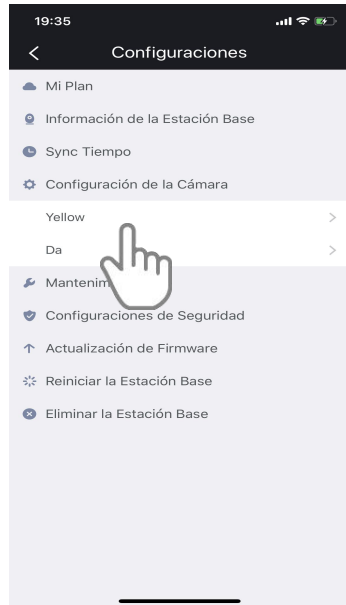 19:35
Configuraciones
Mi Plan
Información de la Estación Base
Sync Tiempo
Configuración de la Cámara
Yellow
Da
Configuraciones de Seguridad
Actualización de Firmware
Reiniciar la Estación Base
Eliminar la Estación Base